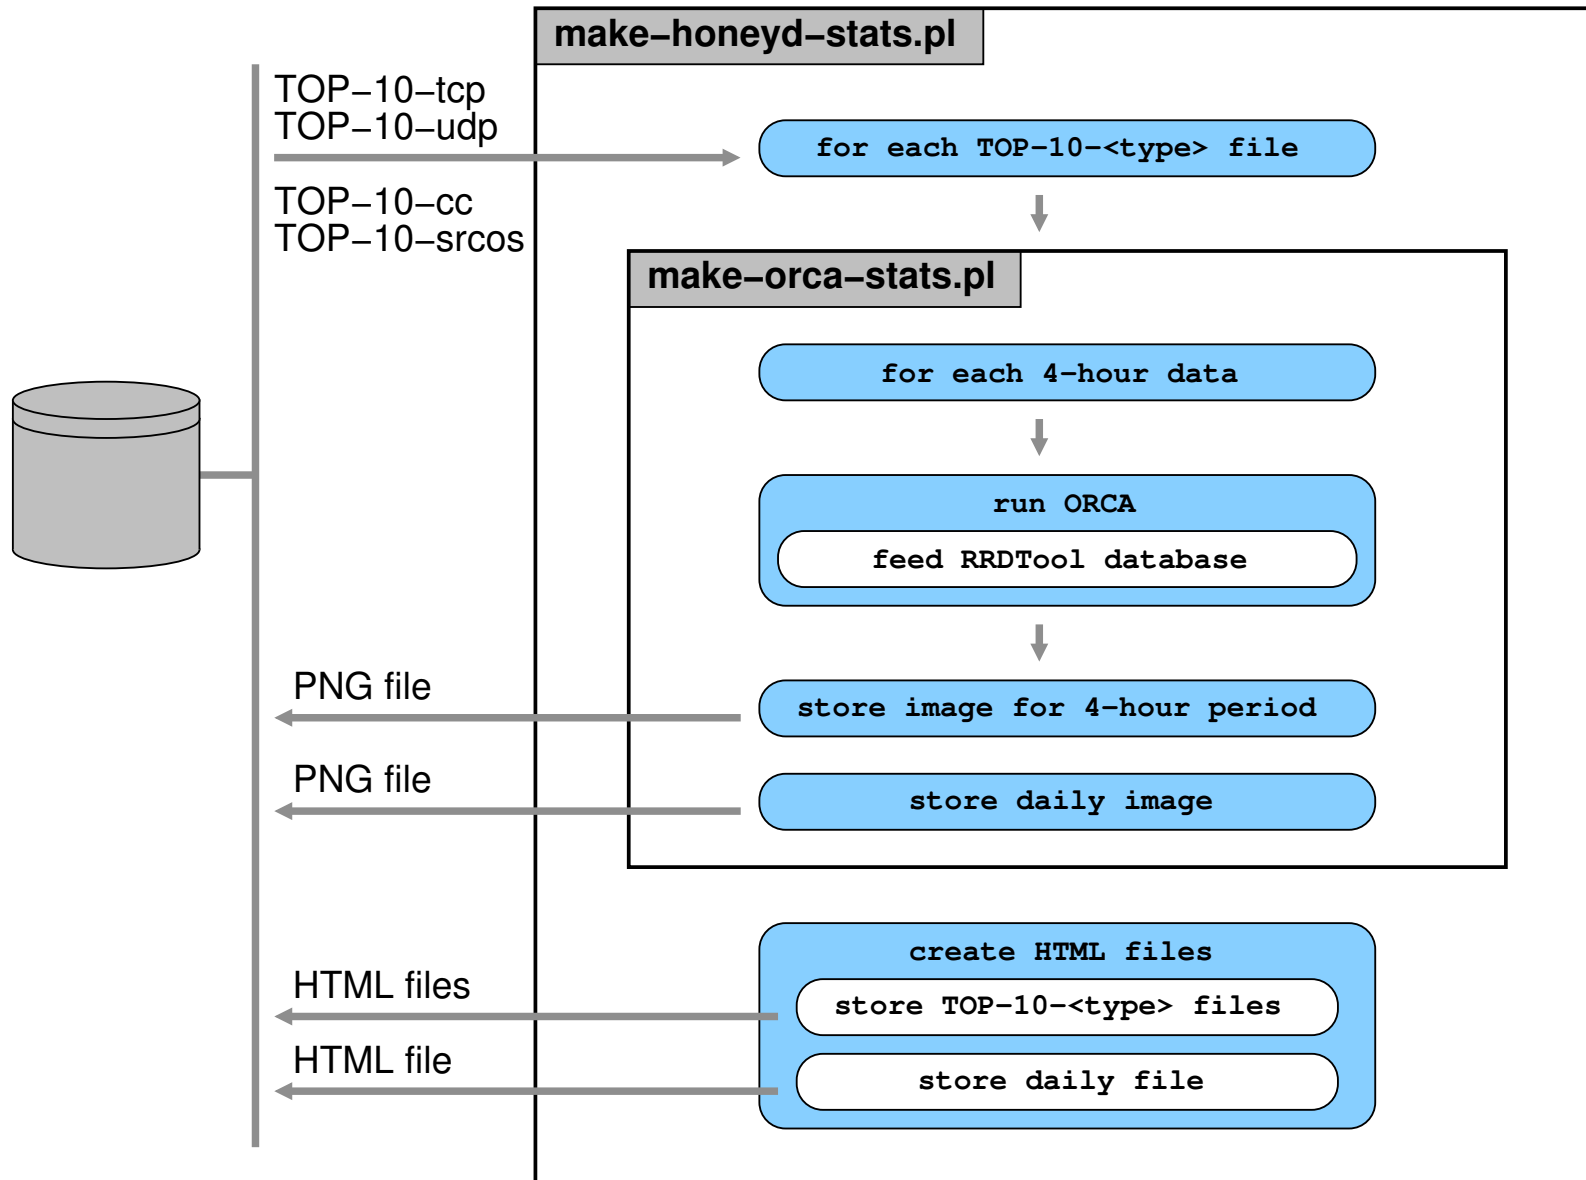 make−honeyd−stats.pl
TOP−10−tcp
TOP−10−udp
for each TOP−10−<type> file
TOP−10−cc
TOP−10−srcos
make−orca−stats.pl
for each 4−hour data
run ORCA
feed RRDTool database
PNG file
store image for 4−hour period
PNG file
store daily image
create HTML files
HTML files
store TOP−10−<type> files
HTML file
store daily file